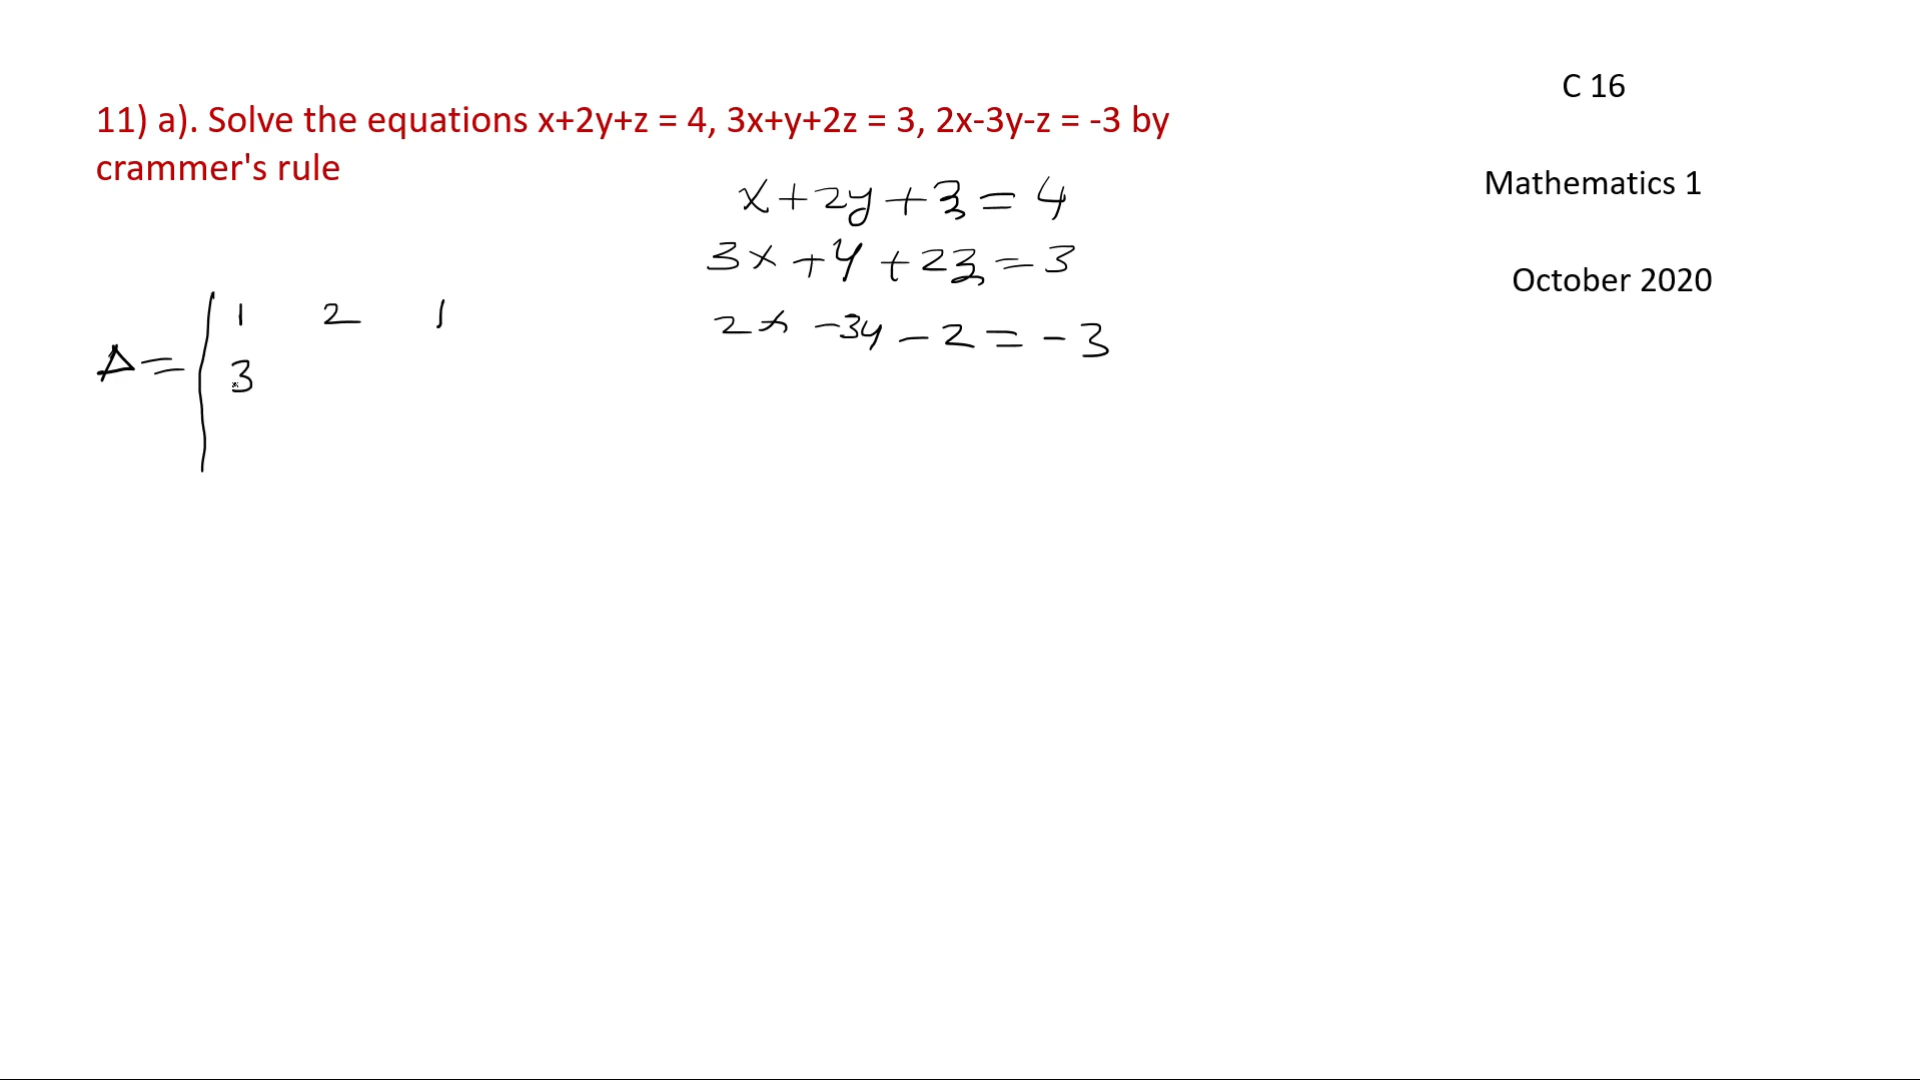 11) a). Solve the equations x+2y+z = 4, 3x+y+2z = 3, 2x-3y-z = -3 by
crammer's rule
C 16
Mathematics 1
October 2020
x+2y+z = 4
3x+y+2z=3
2x-3y-z=-3
Δ= | 1 2 1
3